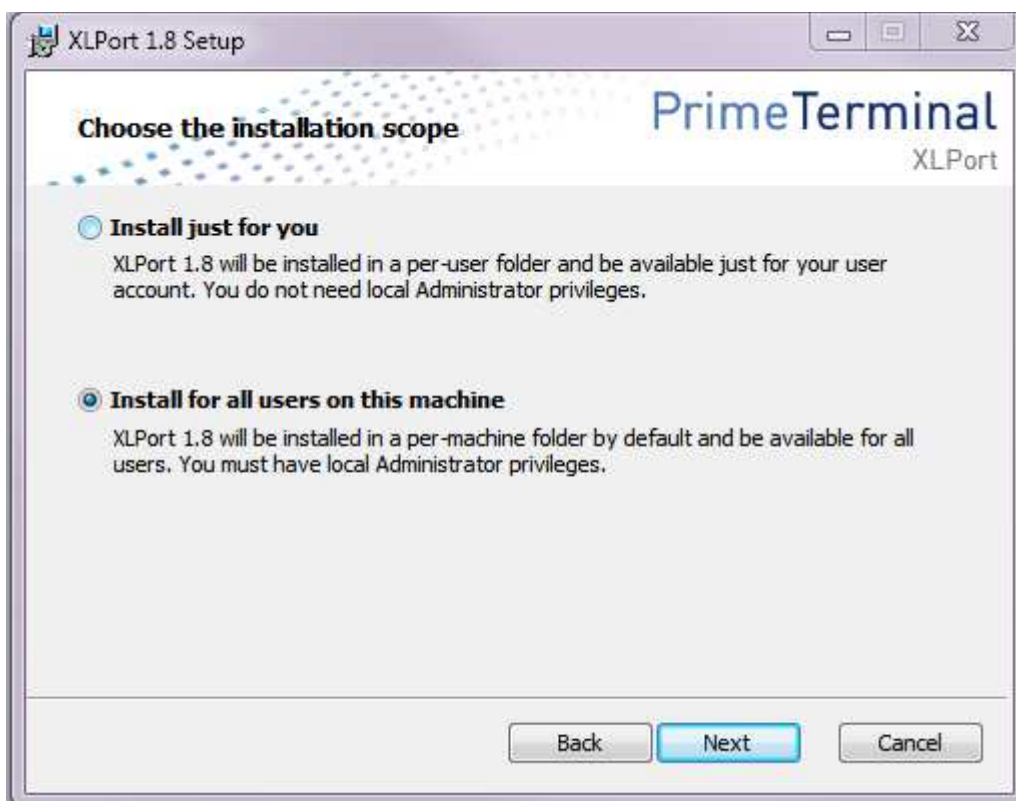 XLPort 1.8 Setup
Choose the installation scope
PrimeTerminal
XLPort
Install just for you
XLPort 1.8 will be installed in a per-user folder and be available just for your user
account. You do not need local Administrator privileges.
Install for all users on this machine
XLPort 1.8 will be installed in a per-machine folder by default and be available for all
users. You must have local Administrator privileges.
Back
Next
Cancel